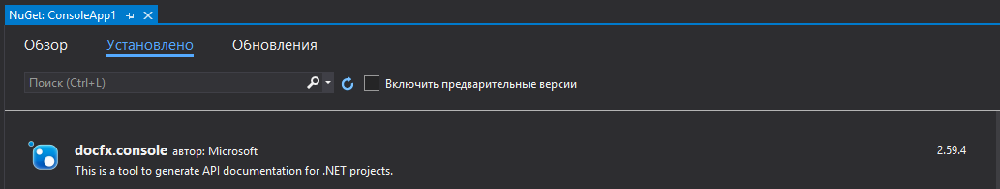 NuGet: ConsoleApp1
Обзор Установлено Обновления
Поиск (Ctrl+L) Включить предварительные версии
docfx.console автор: Microsoft 2.59.4
This is a tool to generate API documentation for .NET projects.